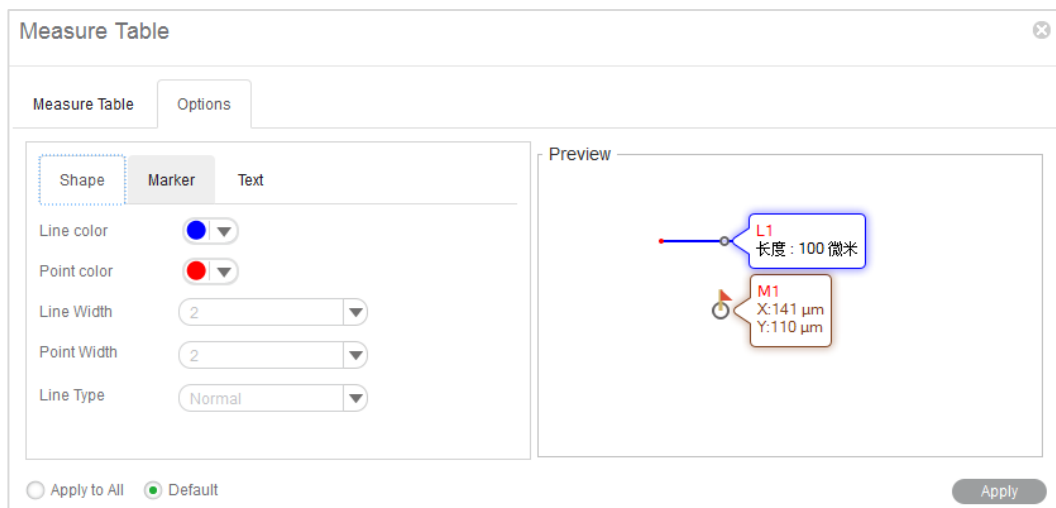 Measure Table
Measure Table
Options
Shape
Marker
Text
Line color
Point color
Line Width
2
Point Width
2
Line Type
Normal
Preview
L1
长度 : 100 微米
M1
X:141 µm
Y:110 µm
Apply to All
Default
Apply